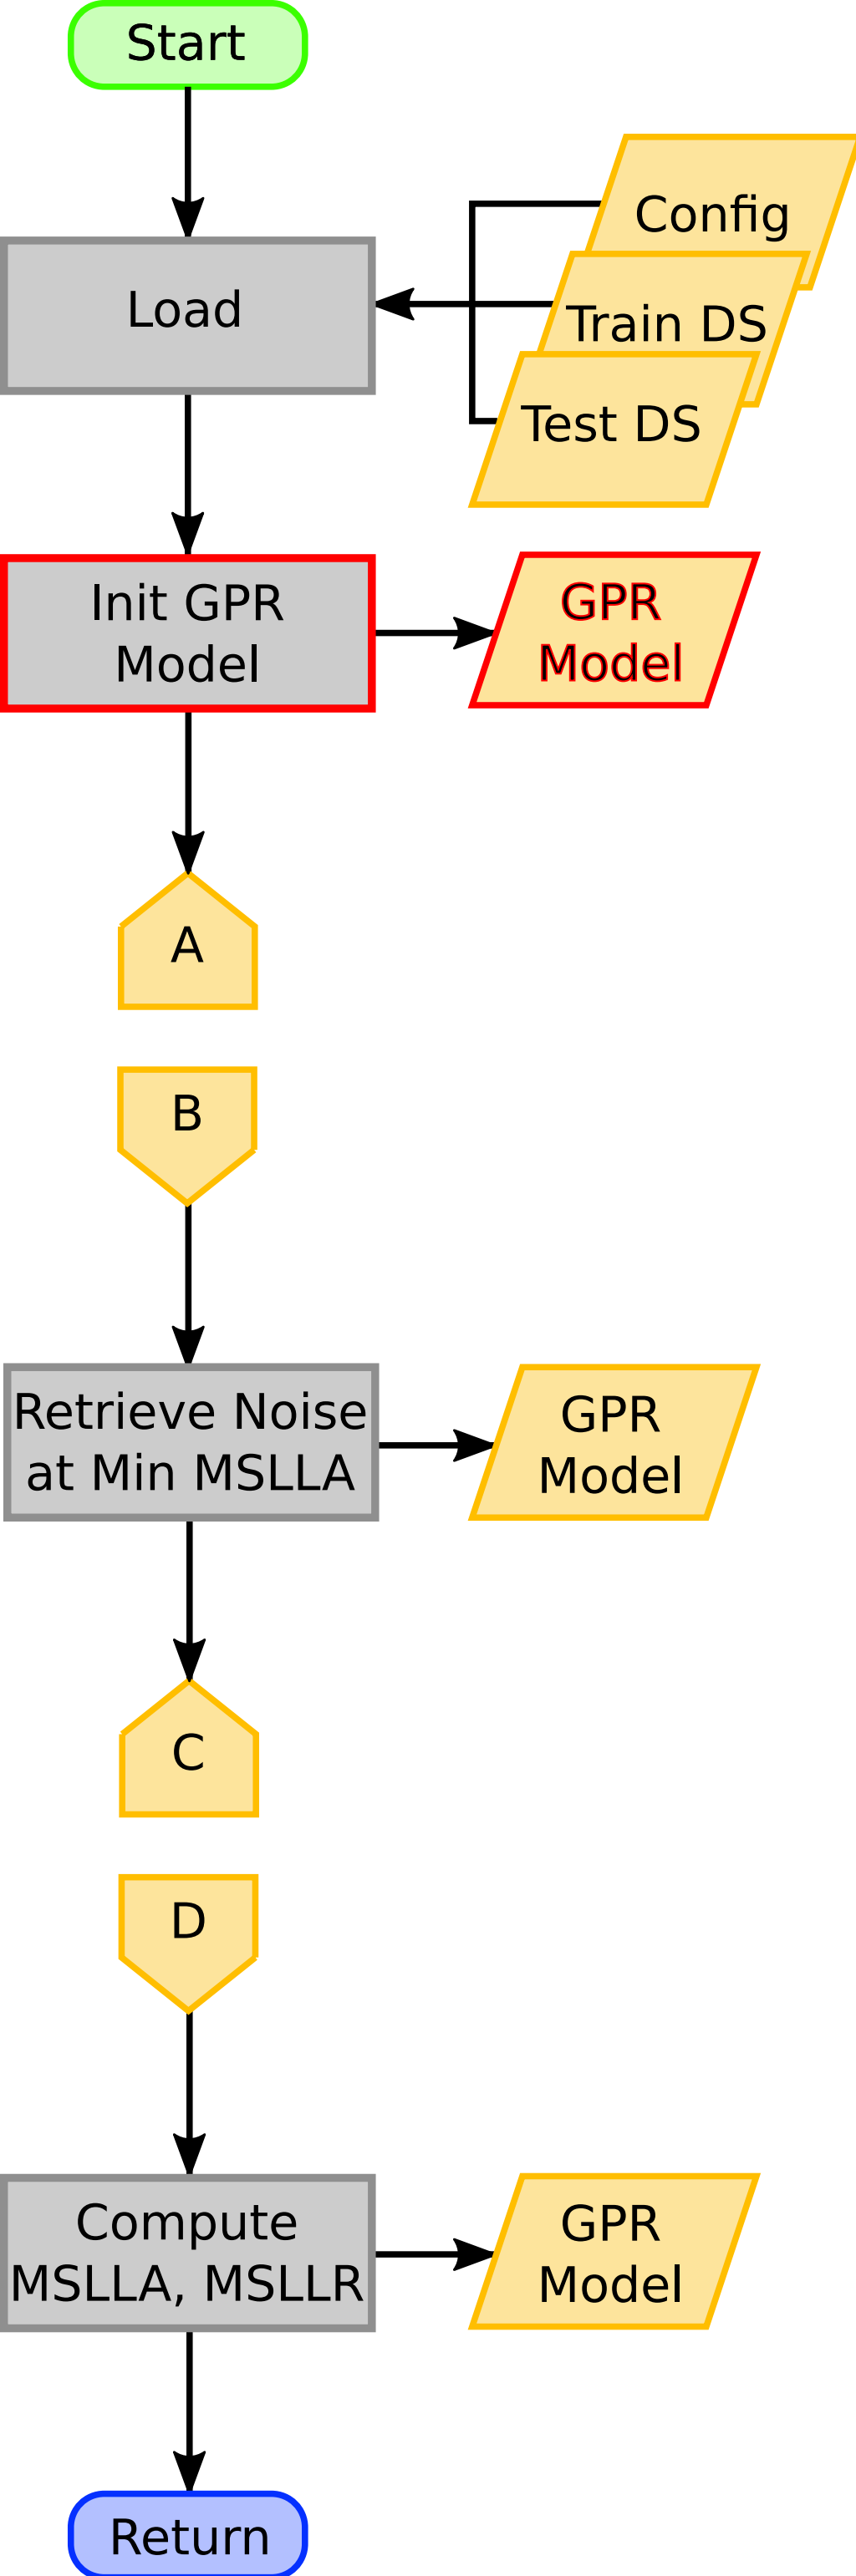 Start
Config
Load
Train DS
Test DS
Init GPR
Model
GPR
Model
A
B
Retrieve Noise
at Min MSLLA
GPR
Model
C
D
Compute
MSLLA, MSLLR
GPR
Model
Return